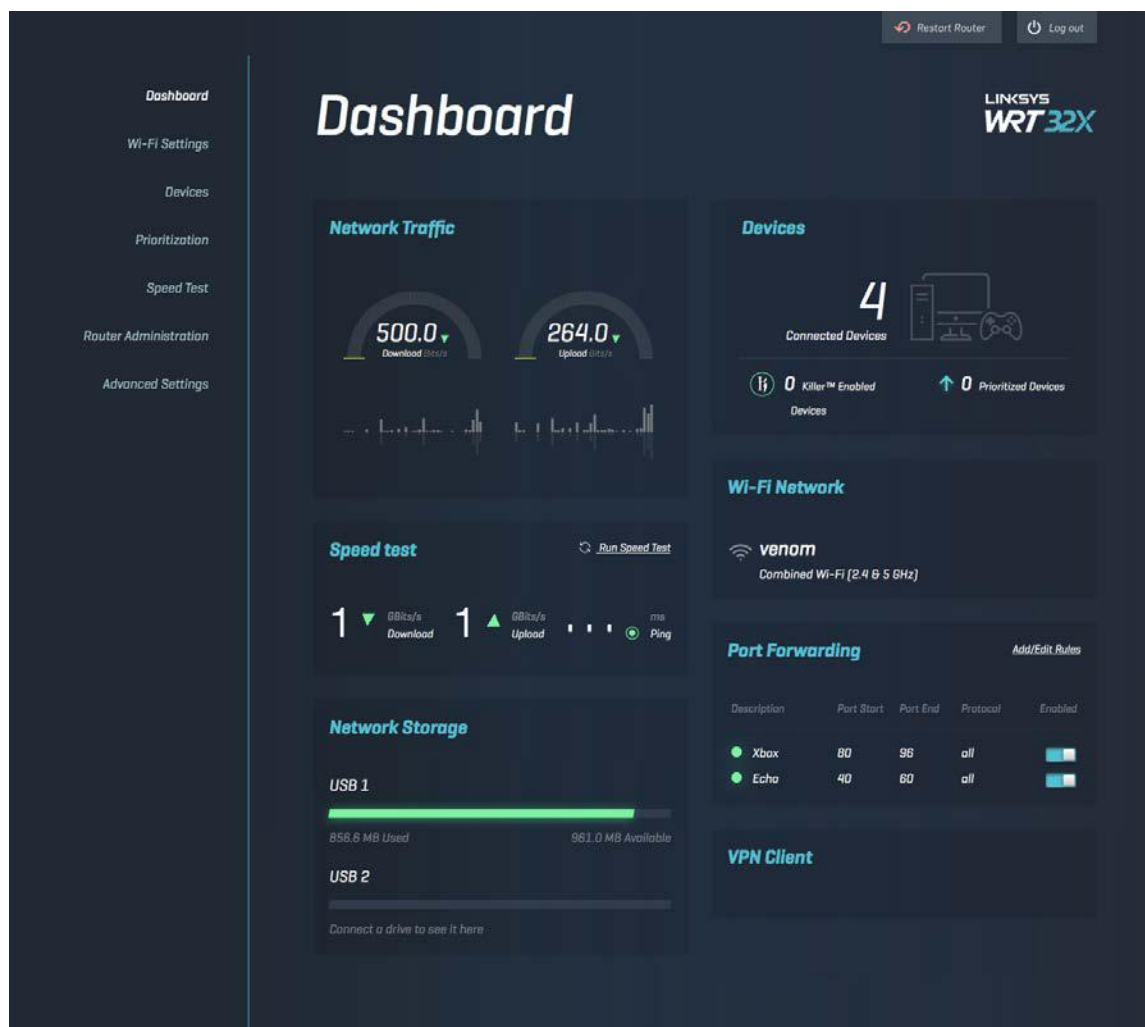 Restart Router
Log out
Dashboard
Wi-Fi Settings
Devices
Prioritization
Speed Test
Router Administration
Advanced Settings
Dashboard
LINKSYS
WRT 32X
Network Traffic
500.0
Download Bits/s
264.0
Upload Bits/s
Devices
4
Connected Devices
0 Killer™ Enabled
Devices
0 Prioritized Devices
Wi-Fi Network
venom
Combined Wi-Fi (2.4 & 5 GHz)
Speed test
Run Speed Test
1 GBits/s
Download
1 GBits/s
Upload
ms
Ping
Port Forwarding
Add/Edit Rules
Description Port Start Port End Protocol Enabled
Xbox 80 96 all
Echo 40 60 all
Network Storage
USB 1
856.6 MB Used 961.0 MB Available
USB 2
Connect a drive to see it here
VPN Client